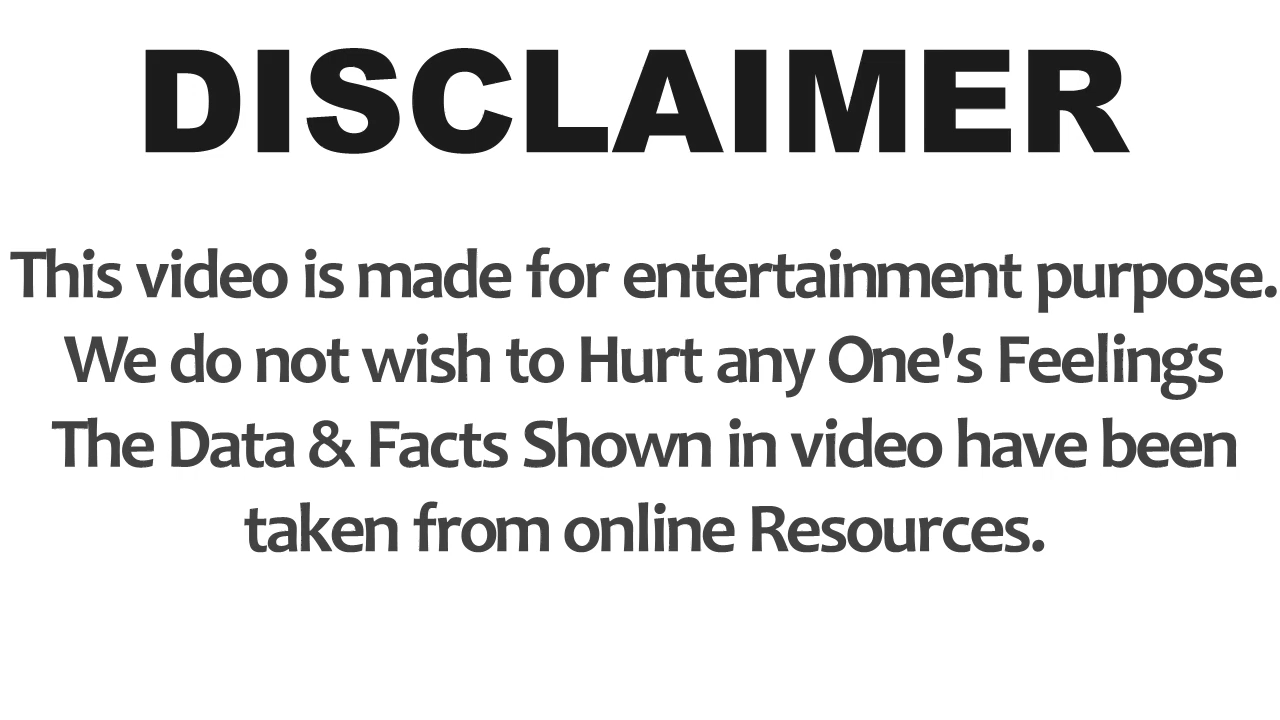 DISCLAIMER
This video is made for entertainment purpose.
We do not wish to Hurt any One's Feelings
The Data & Facts Shown in video have been
taken from online Resources.